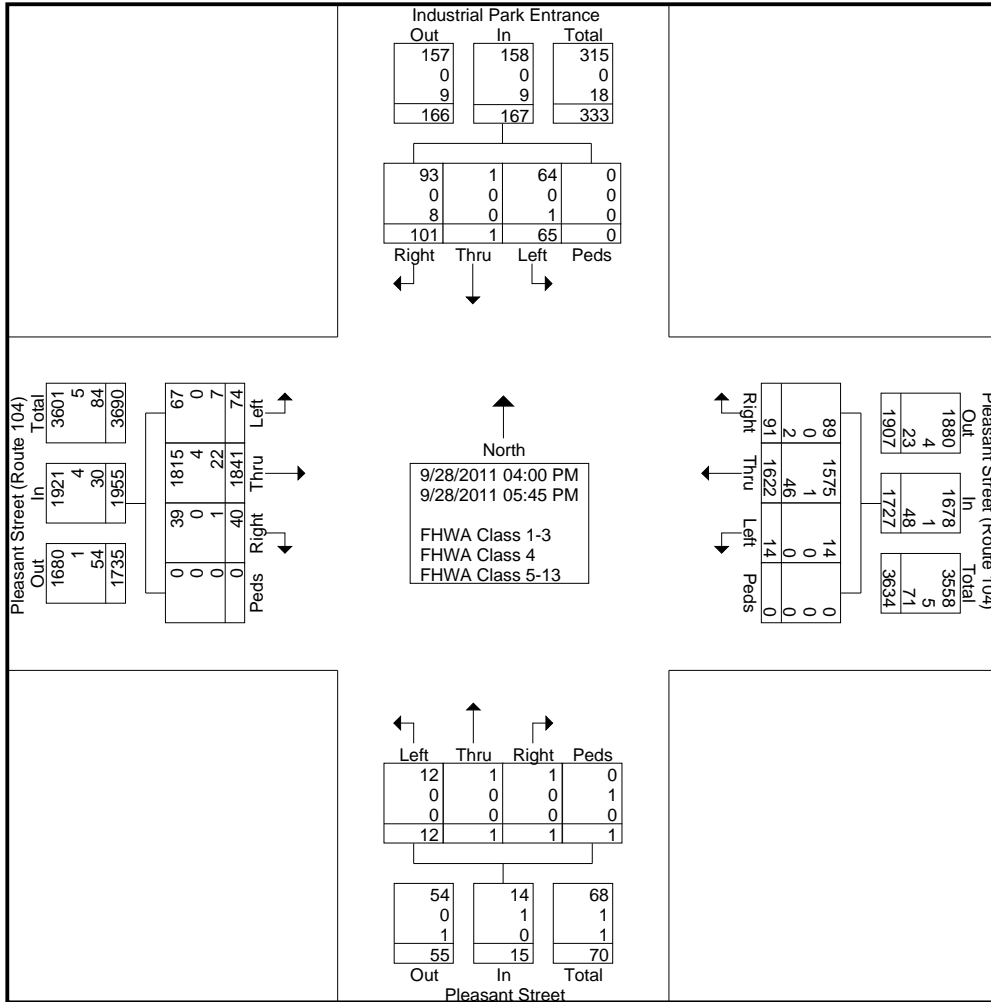 Industrial Park Entrance
Out In Total
157 158 315
0 0 0
9 9 18
166 167 333
93 1 64 0
0 0 0 0
8 0 1 0
101 1 65 0
Right Thru Left Peds
Pleasant Street (Route 104)
Total In Out
3601 1921 1680
5 4 1
84 30 54
3690 1955 1735
67 1815 39 0
0 4 0 0
7 22 1 0
74 1841 40 0
Left Thru Right Peds
North
9/28/2011 04:00 PM
9/28/2011 05:45 PM
FHWA Class 1-3
FHWA Class 4
FHWA Class 5-13
Right Thru Left Peds
91 1622 14 0
2 46 0 0
0 1 0 0
89 1575 14 0
1907 1727 3634
23 48 71
4 1 5
1880 1678 3558
Out In Total
Pleasant Street (Route 104)
Left Thru Right Peds
12 1 1 0
0 0 0 1
0 0 0 0
12 1 1 1
54 14 68
0 1 1
1 0 1
55 15 70
Out In Total
Pleasant Street